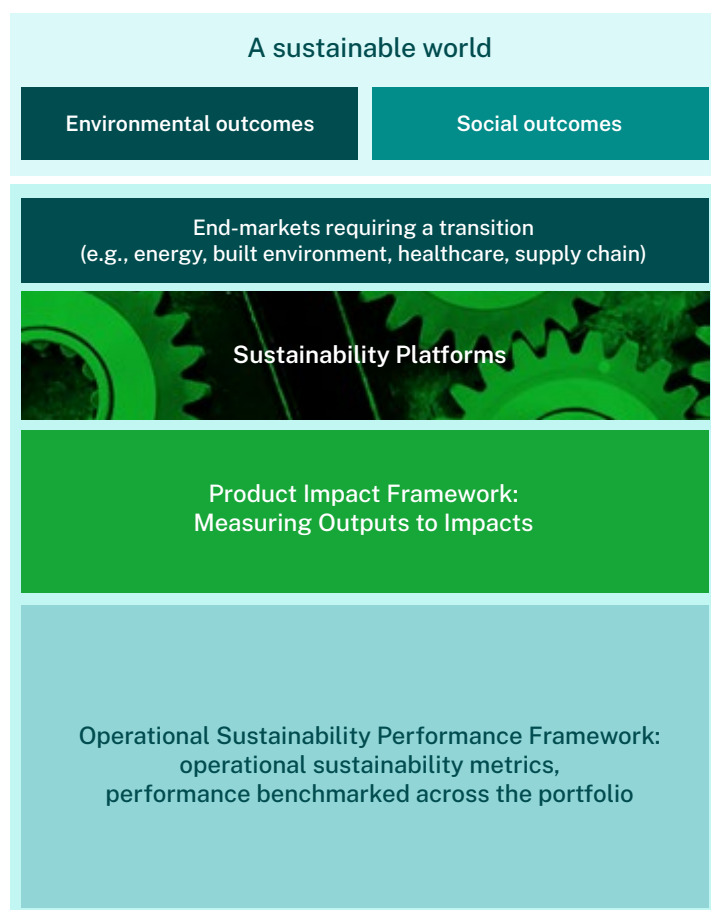 A sustainable world
Environmental outcomes
Social outcomes
End-markets requiring a transition
(e.g., energy, built environment, healthcare, supply chain)
Sustainability Platforms
Product Impact Framework:
Measuring Outputs to Impacts
Operational Sustainability Performance Framework:
operational sustainability metrics,
performance benchmarked across the portfolio